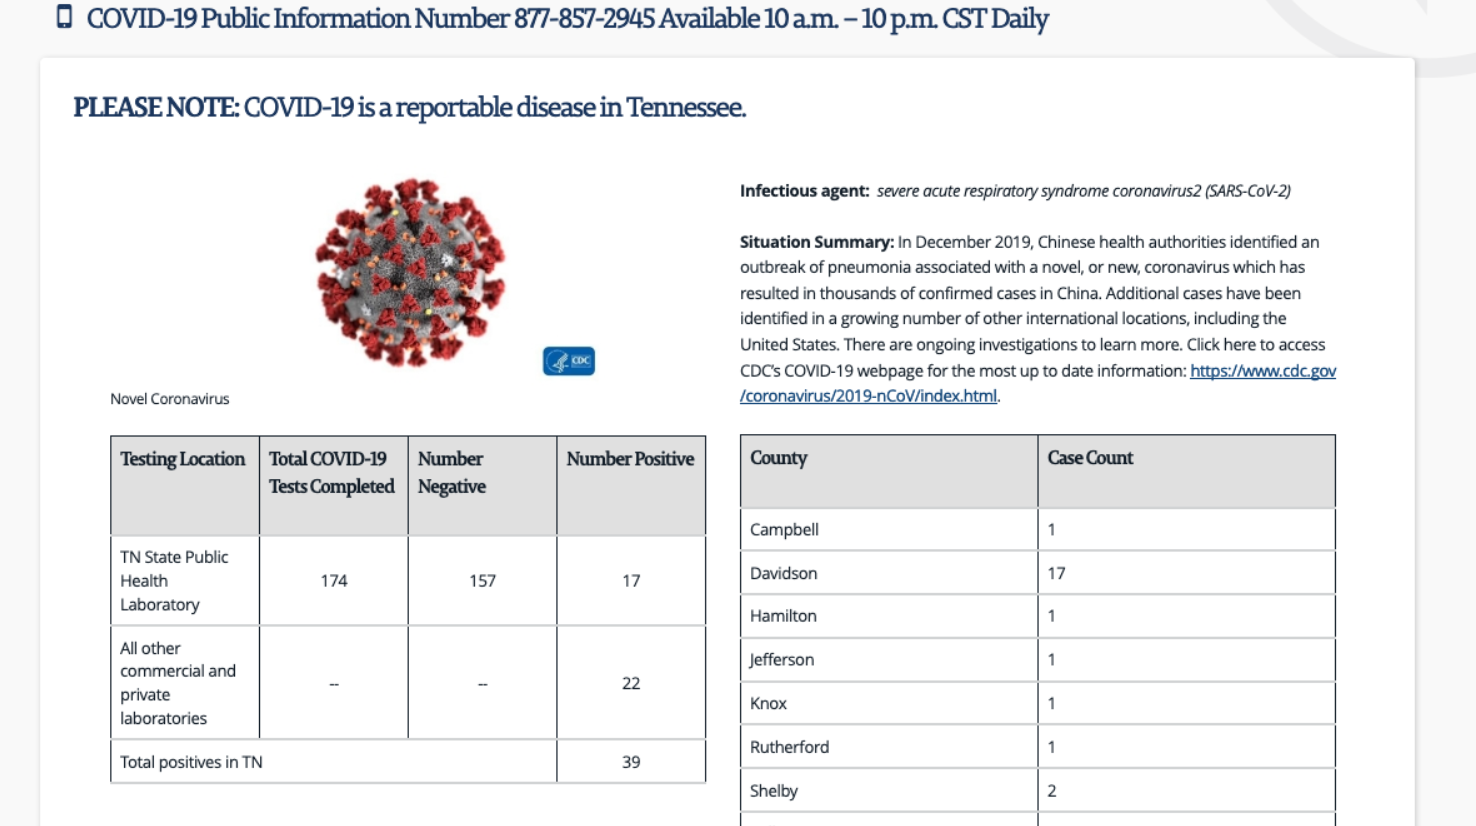 COVID-19 Public Information Number 877-857-2945 Available 10 a.m. – 10 p.m. CST Daily
PLEASE NOTE: COVID-19 is a reportable disease in Tennessee.
CDC
Novel Coronavirus
Infectious agent: severe acute respiratory syndrome coronavirus2 (SARS-CoV-2)
Situation Summary: In December 2019, Chinese health authorities identified an
outbreak of pneumonia associated with a novel, or new, coronavirus which has
resulted in thousands of confirmed cases in China. Additional cases have been
identified in a growing number of other international locations, including the
United States. There are ongoing investigations to learn more. Click here to access
CDC's COVID-19 webpage for the most up to date information: https://www.cdc.gov
/coronavirus/2019-nCoV/index.html.
Testing Location Total COVID-19 Number Number Positive
Tests Completed Negative
TN State Public
Health 174 157 17
Laboratory
All other
commercial and
private -- -- 22
laboratories
Total positives in TN 39
County Case Count
Campbell 1
Davidson 17
Hamilton 1
Jefferson 1
Knox 1
Rutherford 1
Shelby 2